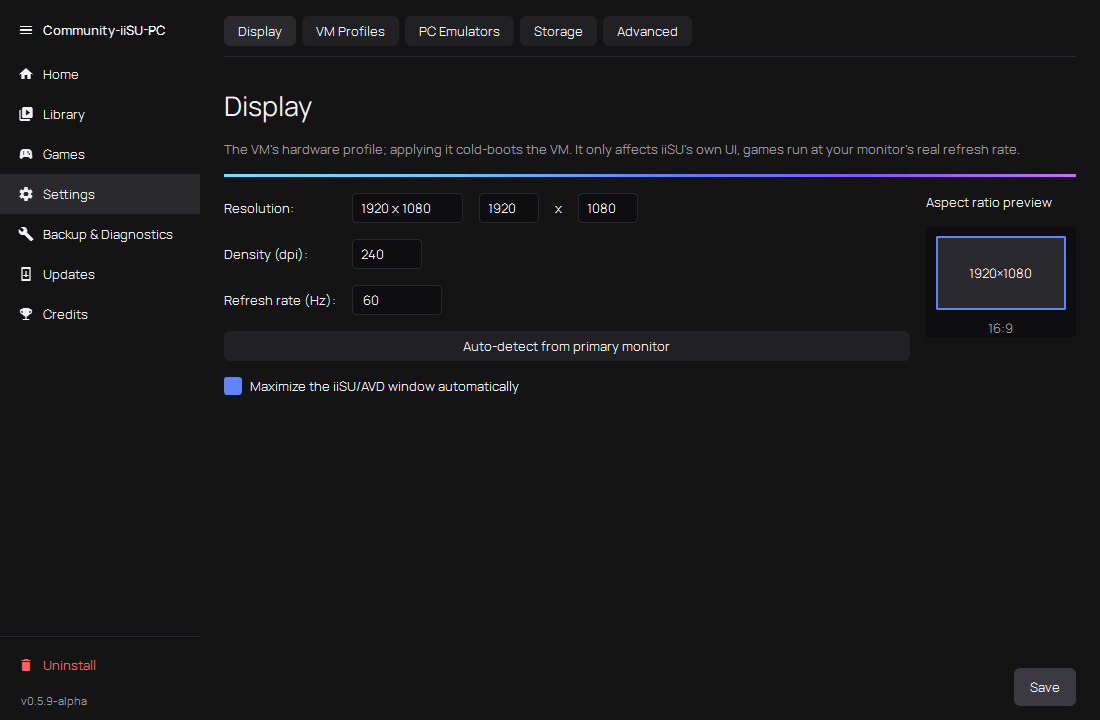 Community-iiSU-PC
Home
Library
Games
Settings
Backup & Diagnostics
Updates
Credits
Uninstall
v0.5.9-alpha
Display VM Profiles PC Emulators Storage Advanced
Display
The VM's hardware profile; applying it cold-boots the VM. It only affects iiSU's own UI, games run at your monitor's real refresh rate.
Resolution: 1920 x 1080 1920 x 1080
Density (dpi): 240
Refresh rate (Hz): 60
Auto-detect from primary monitor
Maximize the iiSU/AVD window automatically
Aspect ratio preview
1920×1080
16:9
Save